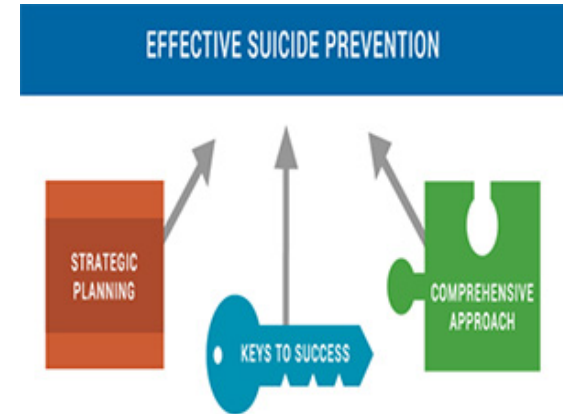 EFFECTIVE SUICIDE PREVENTION
STRATEGIC
PLANNING
KEYS TO SUCCESS
COMPREHENSIVE
APPROACH